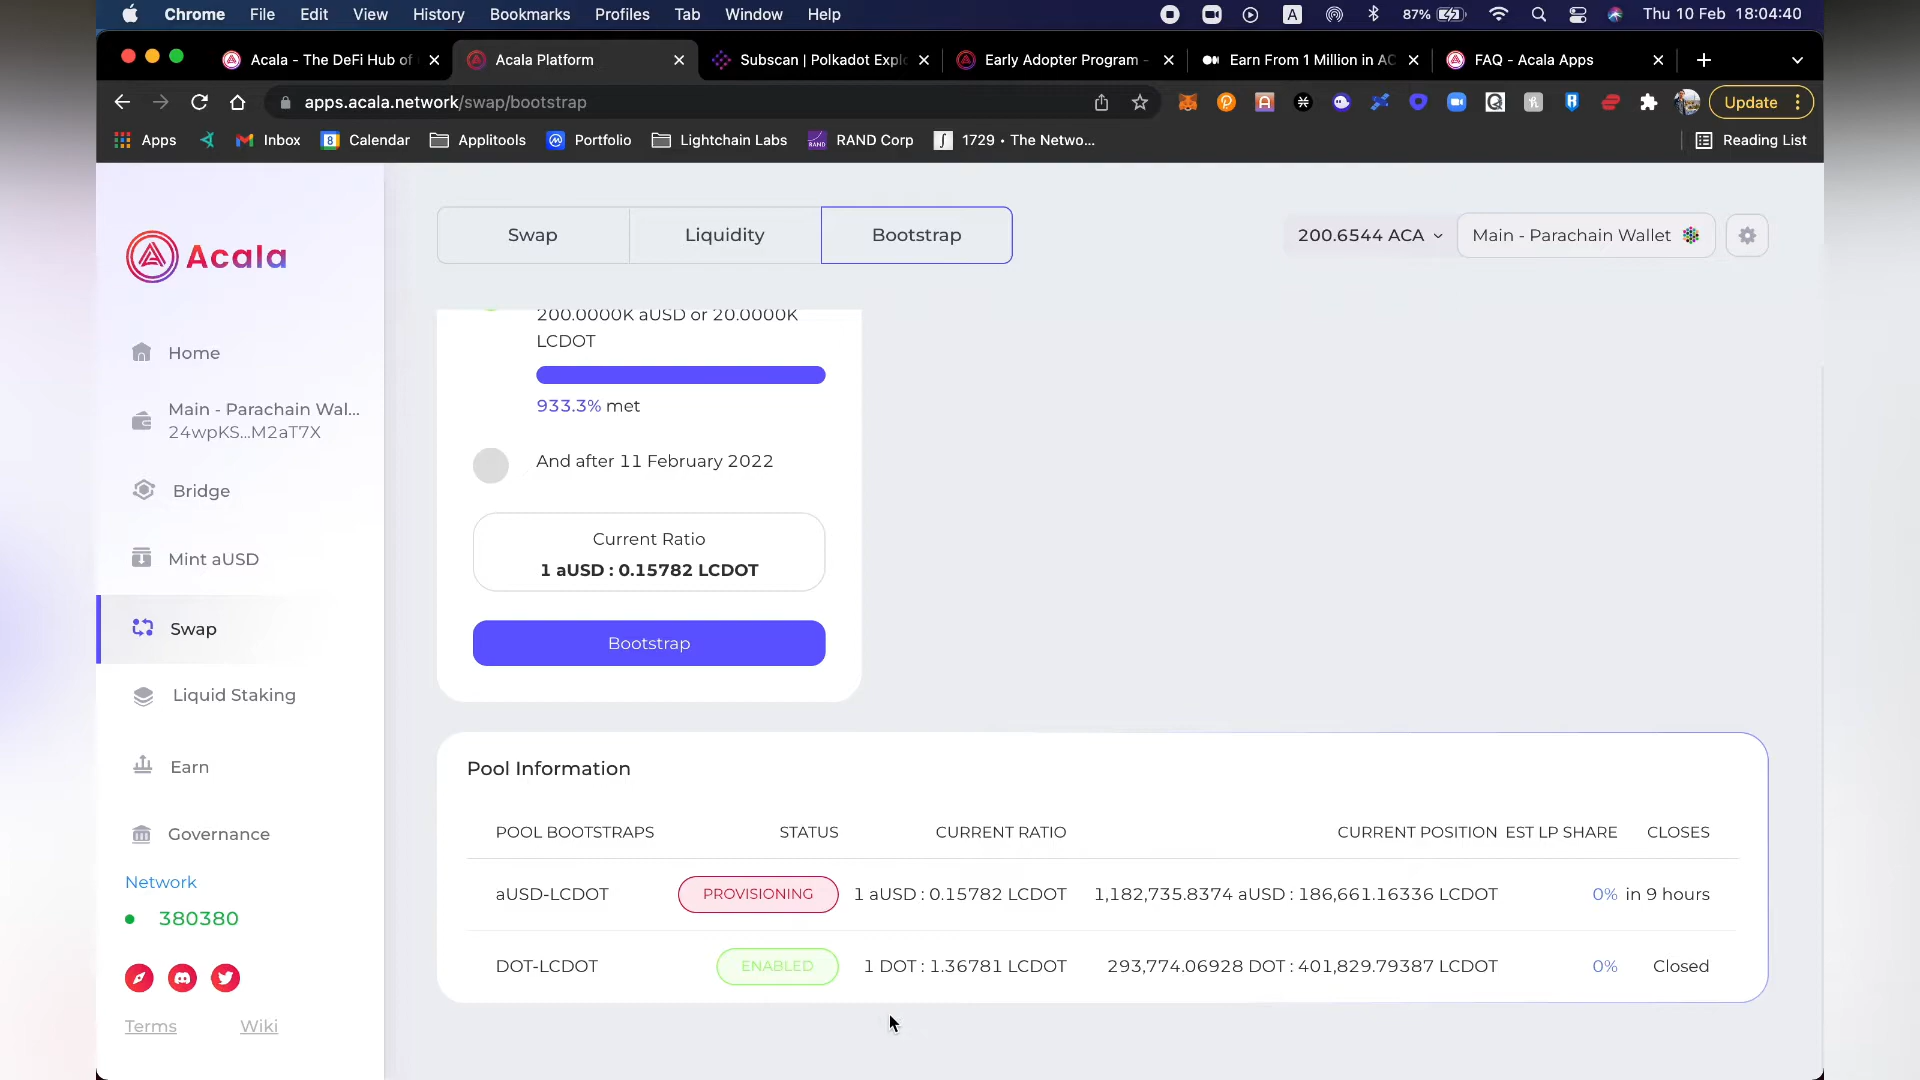 Chrome File Edit View History Bookmarks Profiles Tab Window Help
A 87% Thu 10 Feb 18:04:40
Acala - The DeFi Hub of
Acala Platform
Subscan | Polkadot Explo
Early Adopter Program -
Earn From 1 Million in AC
FAQ - Acala Apps
apps.acala.network/swap/bootstrap
Update
Apps Inbox Calendar Applitools Portfolio Lightchain Labs RAND Corp 1729 • The Netwo...
Reading List
Acala
Home
Main - Parachain Wal...
24wpKS...M2aT7X
Bridge
Mint aUSD
Swap
Liquid Staking
Earn
Governance
Network
380380
Terms Wiki
Swap Liquidity Bootstrap
200.6544 ACA
Main - Parachain Wallet
200.0000K aUSD or 20.0000K
LCDOT
933.3% met
And after 11 February 2022
Current Ratio
1 aUSD : 0.15782 LCDOT
Bootstrap
Pool Information
POOL BOOTSTRAPS STATUS CURRENT RATIO CURRENT POSITION EST LP SHARE CLOSES
aUSD-LCDOT PROVISIONING 1 aUSD : 0.15782 LCDOT 1,182,735.8374 aUSD : 186,661.16336 LCDOT 0% in 9 hours
DOT-LCDOT ENABLED 1 DOT : 1.36781 LCDOT 293,774.06928 DOT : 401,829.79387 LCDOT 0% Closed